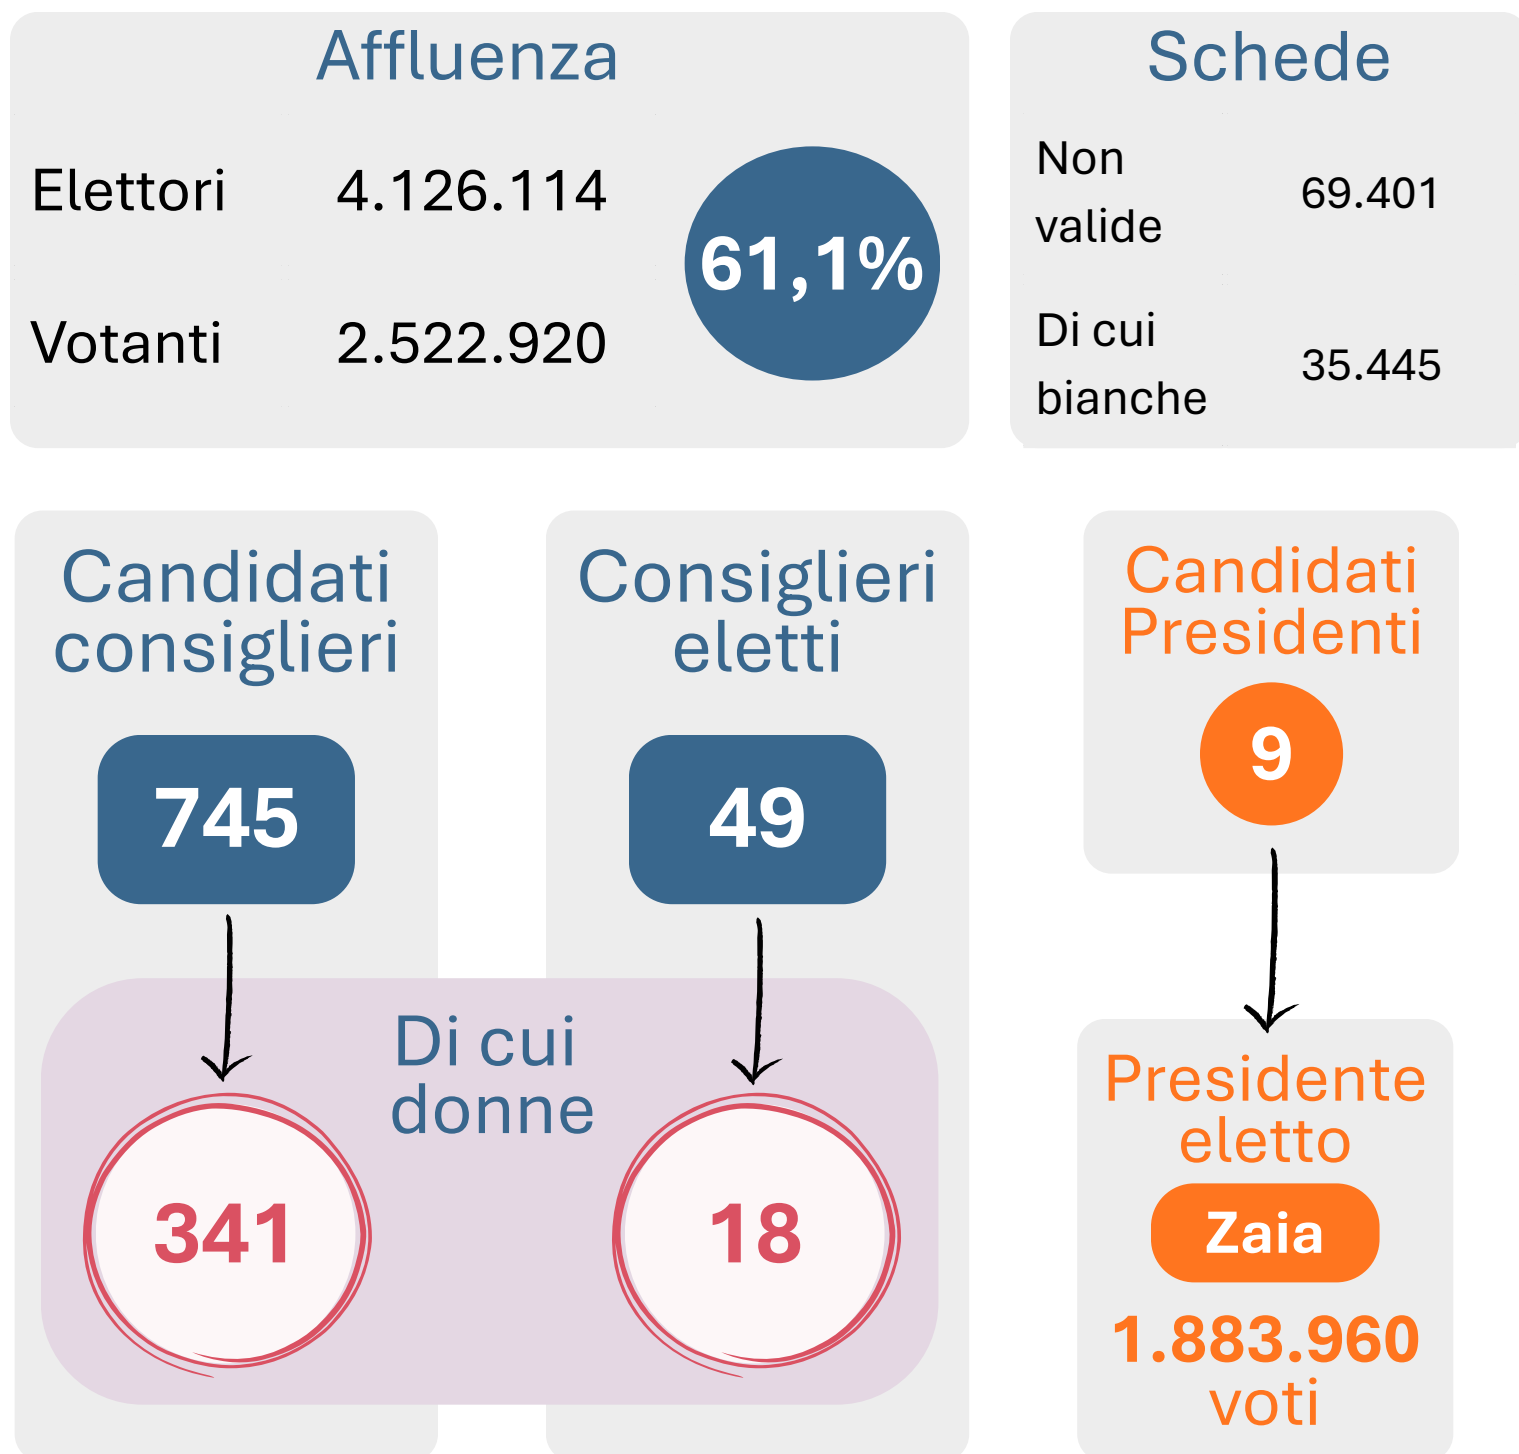 Affluenza
Elettori 4.126.114
61,1%
Votanti 2.522.920
Schede
Non
valide
69.401
Di cui
bianche
35.445
Candidati
consiglieri
745
Consiglieri
eletti
49
Di cui
donne
341
18
Candidati
Presidenti
9
Presidente
eletto
Zaia
1.883.960
voti